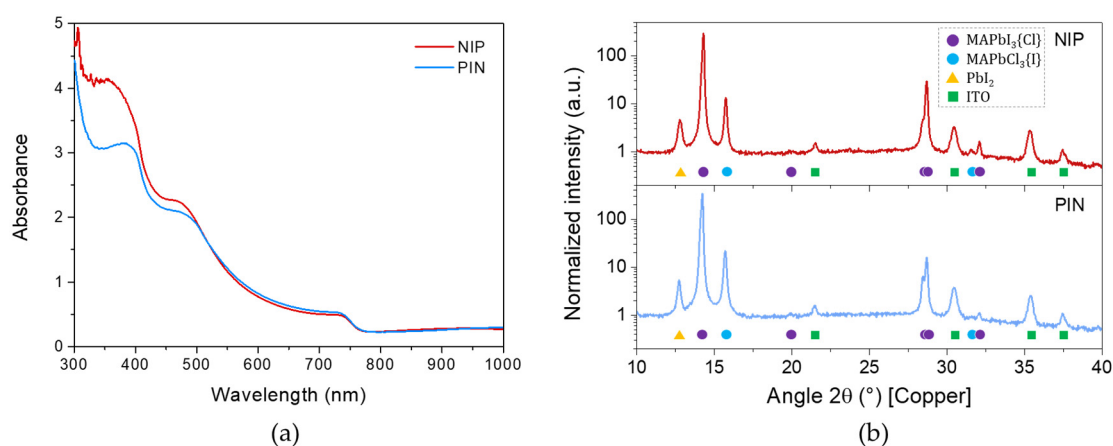 5
4
3
2
1
0
Absorbance
300 400 500 600 700 800 900 1000
Wavelength (nm)
NIP
PIN
(a)
Normalized intensity (a.u.)
100
10
1
NIP
MAPbI₃{Cl}
MAPbCl₃{I}
PbI₂
ITO
100
10
1
PIN
10 15 20 25 30 35 40
Angle 2θ (°) [Copper]
(b)